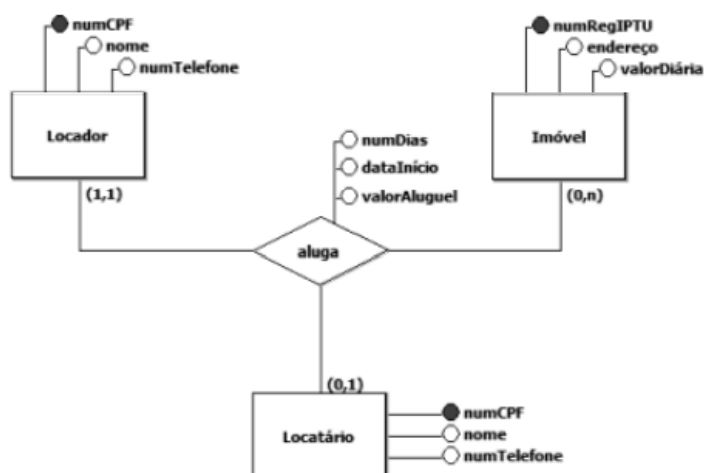 numCPF
nome
numTelefone
Locador
(1,1)
numRegIPTU
endereço
valorDiária
Imóvel
(0,n)
numDias
dataInício
valorAluguel
aluga
(0,1)
Locatário
numCPF
nome
numTelefone